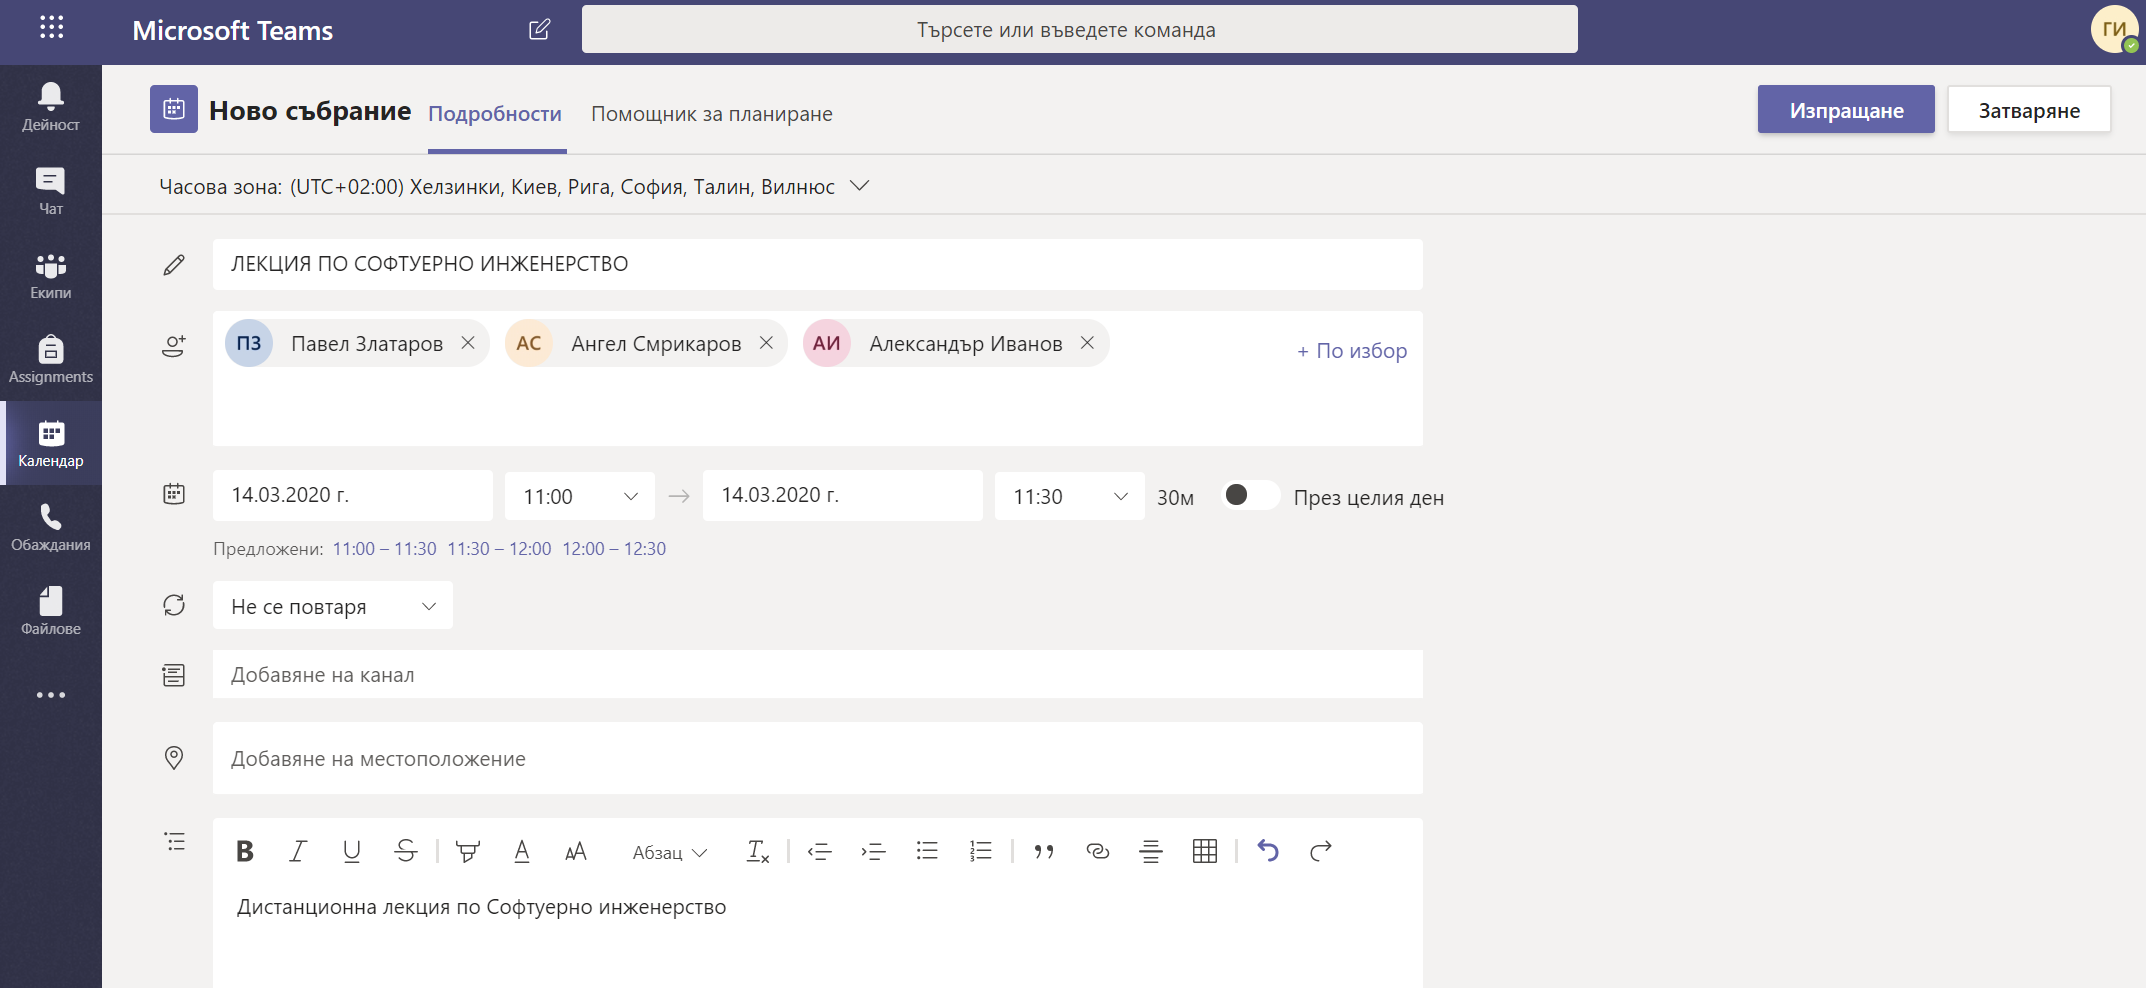 Microsoft Teams
Търсете или въведете команда
ГИ
Дейност
Чат
Екипи
Assignments
Календар
Обаждания
Файлове
Ново събрание
Подробности
Помощник за планиране
Изпращане
Затваряне
Часова зона: (UTC+02:00) Хелзинки, Киев, Рига, София, Талин, Вилнюс
ЛЕКЦИЯ ПО СОФТУЕРНО ИНЖЕНЕРСТВО
ПЗ Павел Златаров АС Ангел Смрикаров АИ Александър Иванов
+ По избор
14.03.2020 г. 11:00 14.03.2020 г. 11:30 30м През целия ден
Предложени: 11:00 – 11:30 11:30 – 12:00 12:00 – 12:30
Не се повтаря
Добавяне на канал
Добавяне на местоположение
Абзац
Дистанционна лекция по Софтуерно инженерство